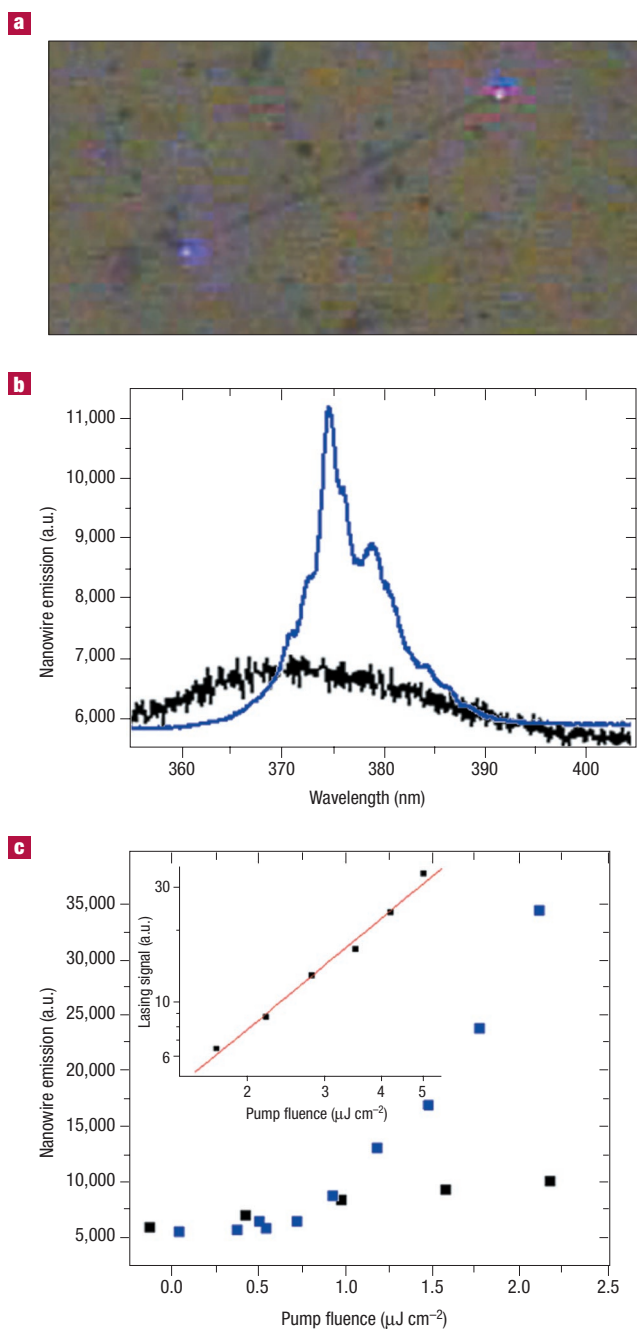 a
b
11,000
10,000
9,000
8,000
7,000
6,000
Nanowire emission (a.u.)
360 370 380 390 400
Wavelength (nm)
c
35,000
30,000
25,000
20,000
15,000
10,000
5,000
Nanowire emission (a.u.)
30
10
6
Lasing signal (a.u.)
2 3 4 5
Pump fluence (μJ cm⁻²)
0.0 0.5 1.0 1.5 2.0 2.5
Pump fluence (μJ cm⁻²)